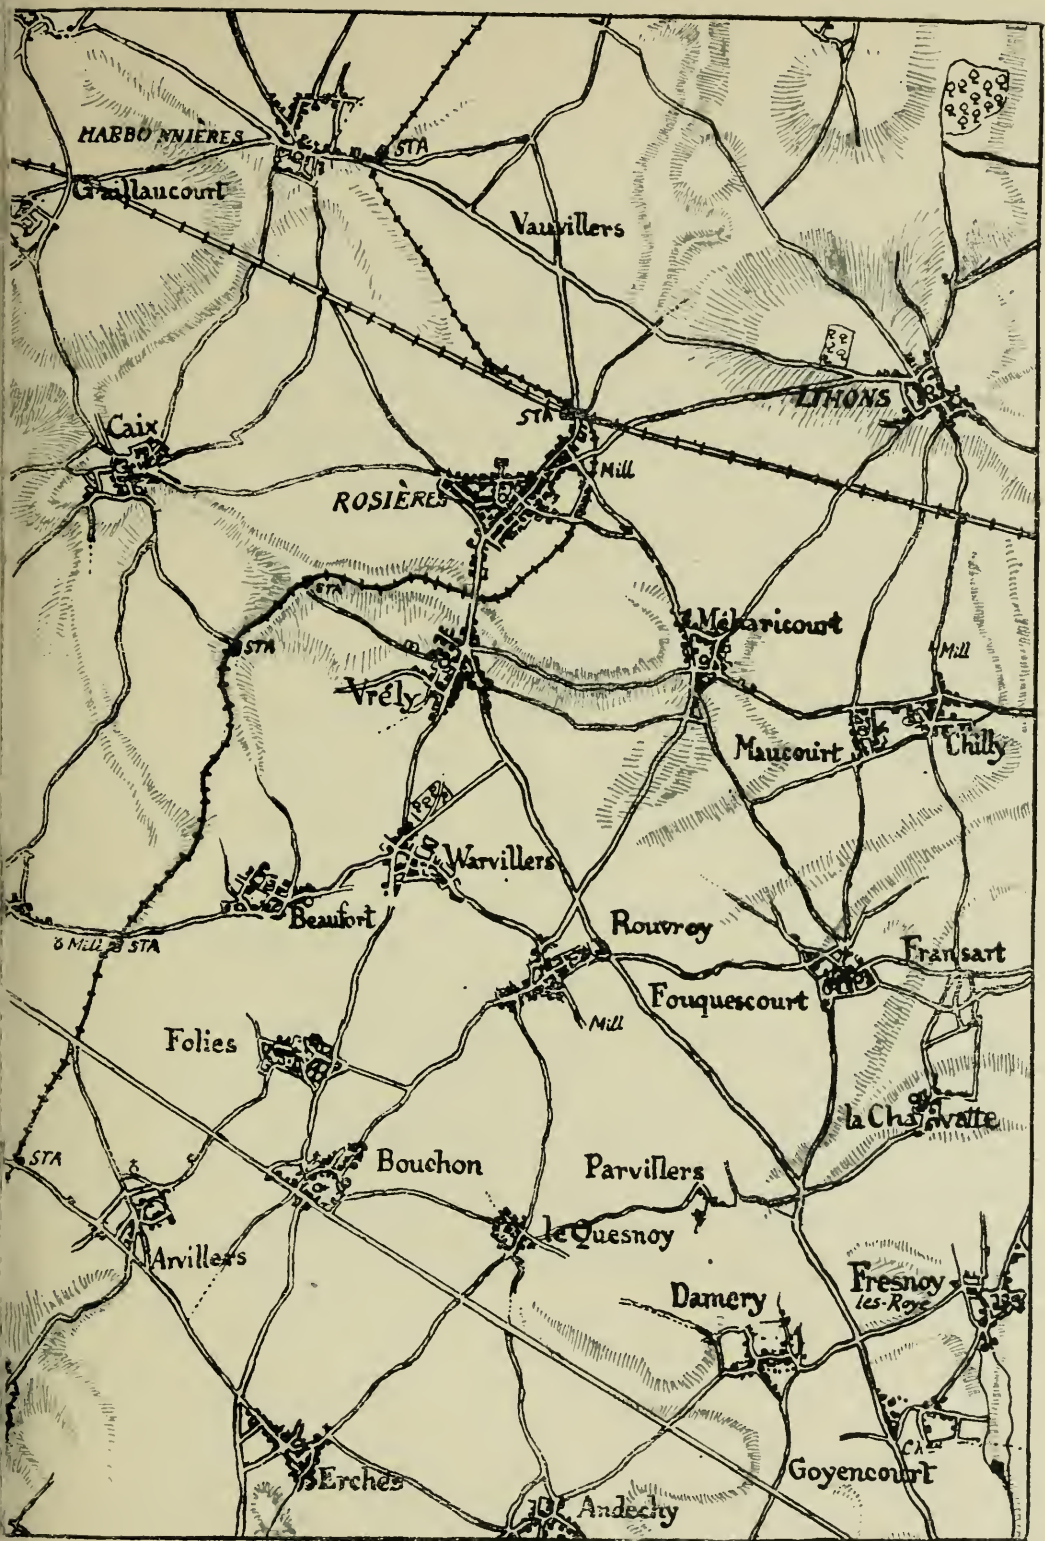 HARBONNIÈRES
STA
Guillaucourt
Vauvillers
LIHONS
STA
Caix
Mill
ROSIÈRES
STA
Méharicourt
STA
Mill
Vrély
Maucourt
Chilly
Warvillers
Beaufort
Rouvroy
Mill STA
Fransart
Fouquescourt
Mill
Folies
la Chavatte
STA
Bouchon
Parvillers
le Quesnoy
Arvillers
Fresnoy
les-Roye
Damery
Chau
Goyencourt
Erches
Andechy